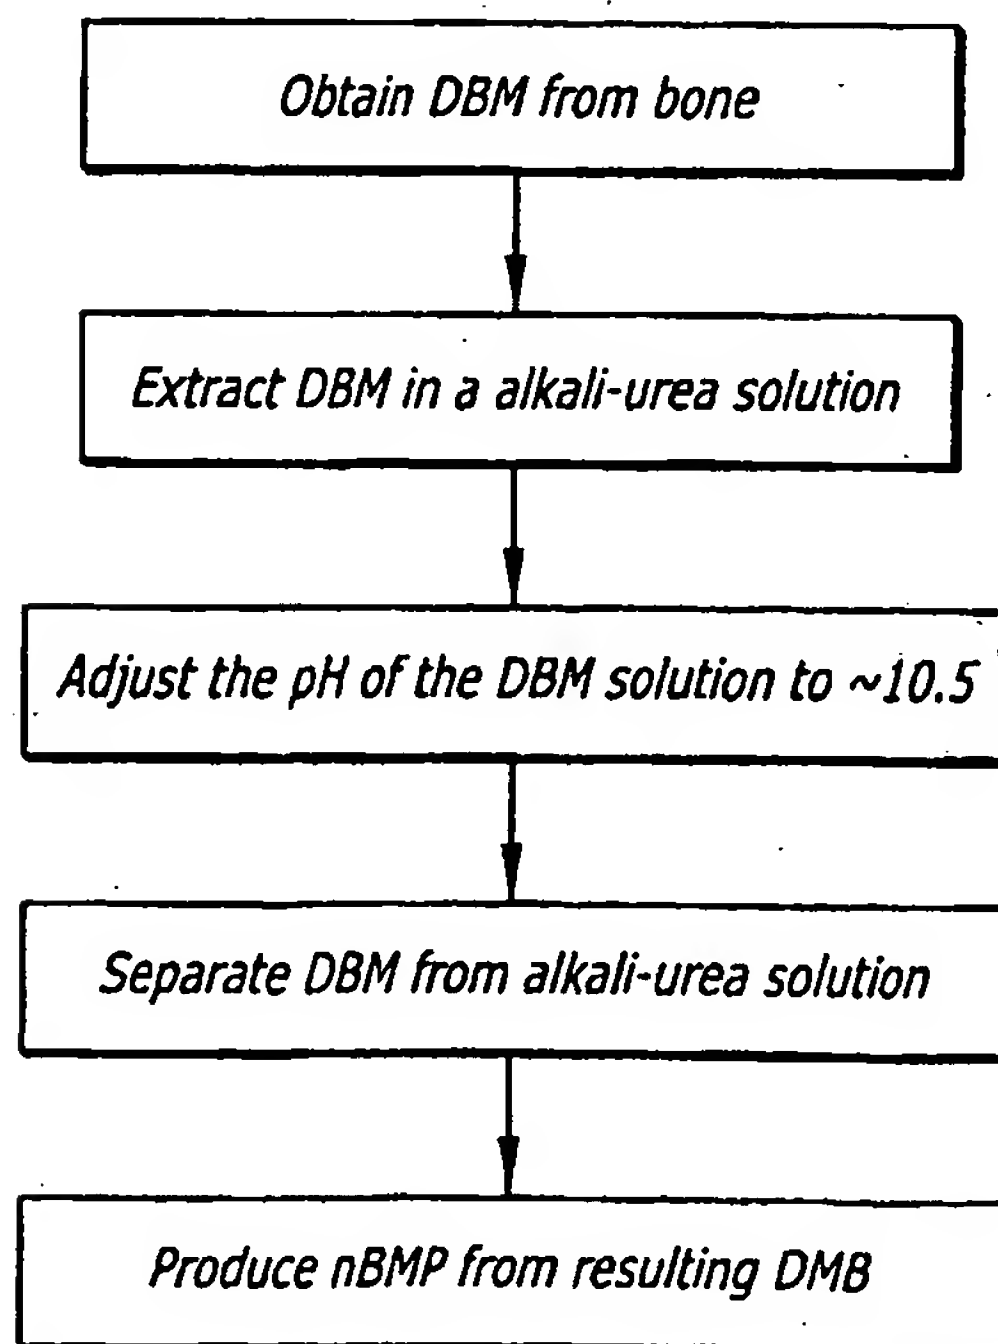 Obtain DBM from bone
Extract DBM in a alkali-urea solution
Adjust the pH of the DBM solution to ~10.5
Separate DBM from alkali-urea solution
Produce nBMP from resulting DMB